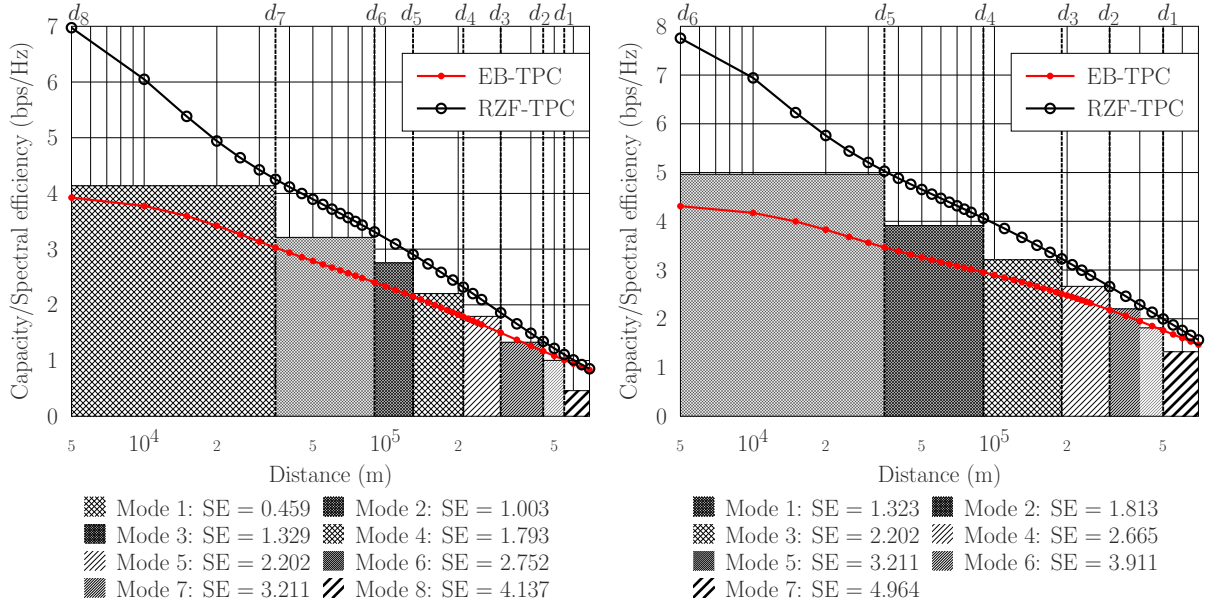 d8 d7 d6 d5 d4 d3 d2 d1
7
6
5
4
3
2
1
0
Capacity/Spectral efficiency (bps/Hz)
EB-TPC
RZF-TPC
5 10^4 2 5 10^5 2 5
Distance (m)
Mode 1: SE = 0.459 Mode 2: SE = 1.003
Mode 3: SE = 1.329 Mode 4: SE = 1.793
Mode 5: SE = 2.202 Mode 6: SE = 2.752
Mode 7: SE = 3.211 Mode 8: SE = 4.137
d6 d5 d4 d3 d2 d1
8
7
6
5
4
3
2
1
0
Capacity/Spectral efficiency (bps/Hz)
EB-TPC
RZF-TPC
5 10^4 2 5 10^5 2 5
Distance (m)
Mode 1: SE = 1.323 Mode 2: SE = 1.813
Mode 3: SE = 2.202 Mode 4: SE = 2.665
Mode 5: SE = 3.211 Mode 6: SE = 3.911
Mode 7: SE = 4.964